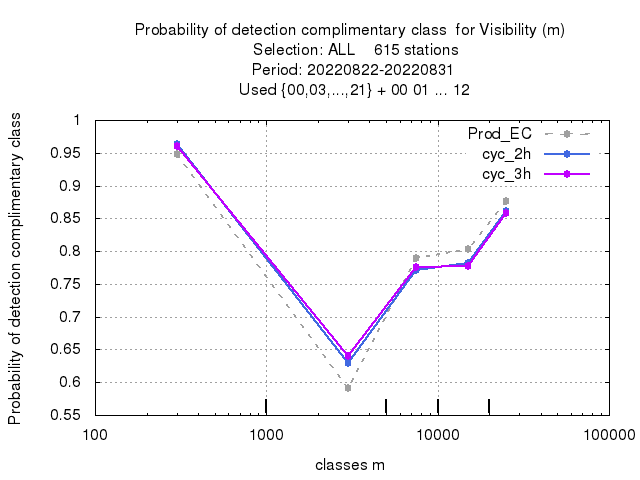 Probability of detection complimentary class  for Visibility (m)
Selection: ALL    615 stations
Period: 20220822-20220831
Used {00,03,...,21} + 00 01 ... 12
Probability of detection complimentary class
1
0.95
0.9
0.85
0.8
0.75
0.7
0.65
0.6
0.55
Prod_EC
cyc_2h
cyc_3h
100
1000
10000
100000
classes m